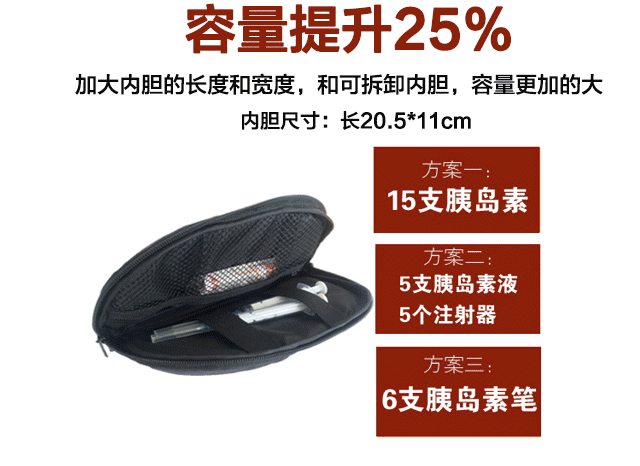 容量提升25%
加大内胆的长度和宽度，和可拆卸内胆，容量更加的大
内胆尺寸：长20.5*11cm
方案一：
15支胰岛素
方案二：
5支胰岛素液
5个注射器
方案三：
6支胰岛素笔